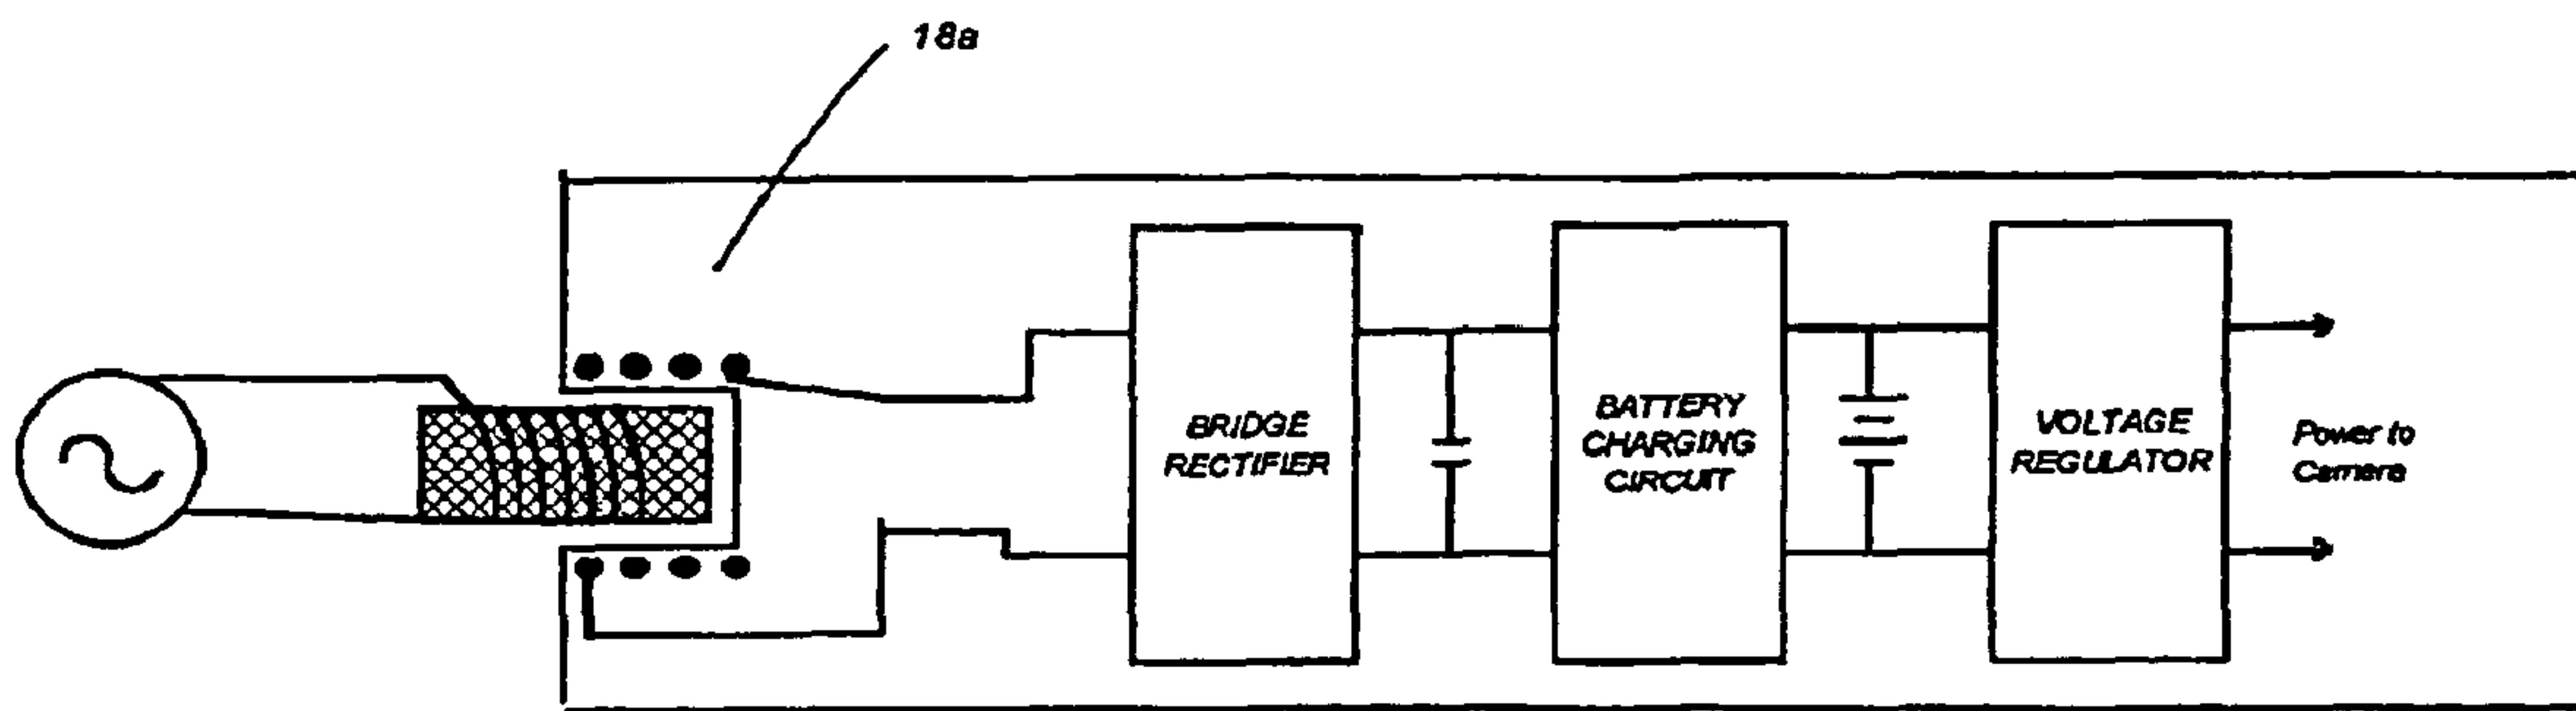 18a
BRIDGE
RECTIFIER
BATTERY
CHARGING
CIRCUIT
VOLTAGE
REGULATOR
Power to
Camera